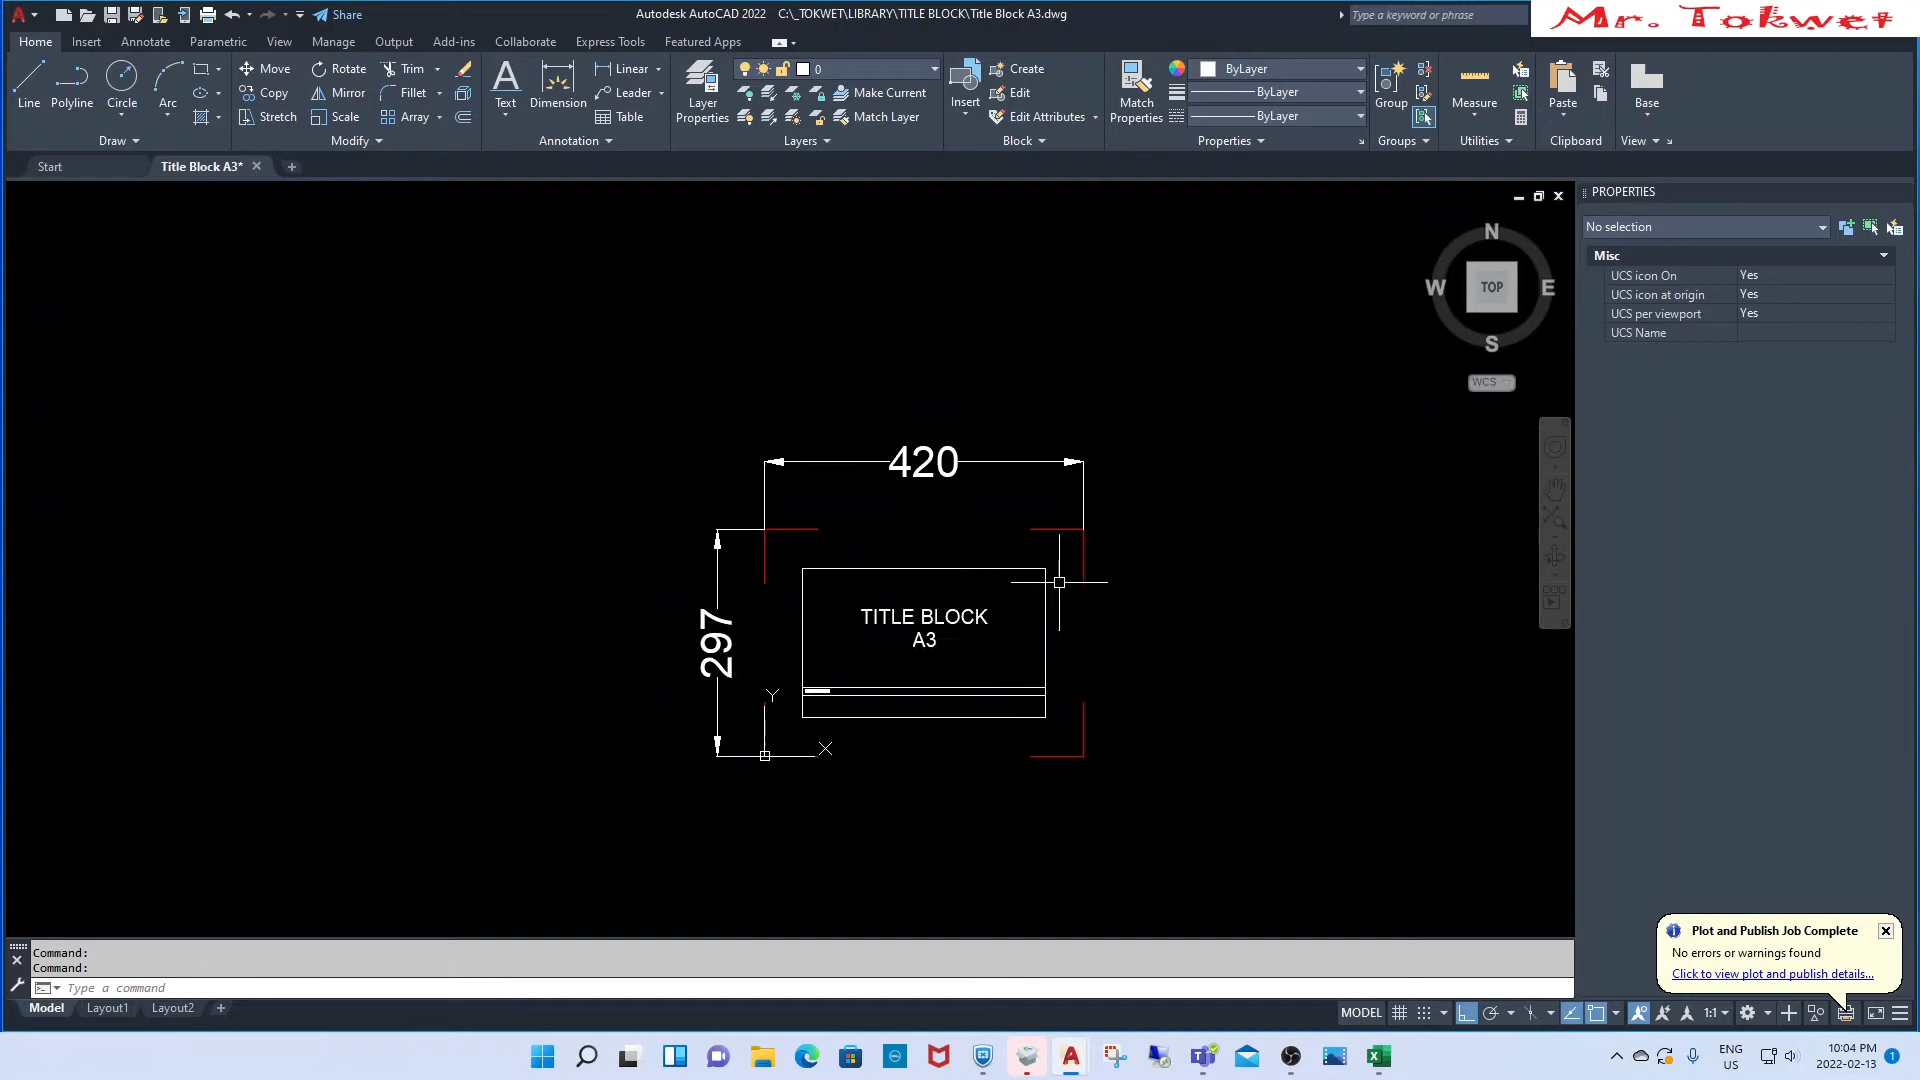 Share
Autodesk AutoCAD 2022 C:\_TOKWET\LIBRARY\TITLE BLOCK\Title Block A3.dwg
Type a keyword or phrase
Mr. Tokwet
Home Insert Annotate Parametric View Manage Output Add-ins Collaborate Express Tools Featured Apps
Line Polyline Circle Arc
Move Rotate Trim
Copy Mirror Fillet
Stretch Scale Array
Text Dimension
Linear
Leader
Table
Layer Properties
0
Make Current
Match Layer
Insert
Create
Edit
Edit Attributes
Match Properties
ByLayer
ByLayer
ByLayer
Group
Measure
Paste
Base
Draw Modify Annotation Layers Block Properties Groups Utilities Clipboard View
Start Title Block A3*
PROPERTIES
No selection
Misc
UCS icon On Yes
UCS icon at origin Yes
UCS per viewport Yes
UCS Name
N
W TOP E
S
WCS
420
297
TITLE BLOCK
A3
Y
X
Command:
Command:
Type a command
Model Layout1 Layout2
Plot and Publish Job Complete
No errors or warnings found
Click to view plot and publish details...
MODEL 1:1
ENG
US
10:04 PM
2022-02-13
1